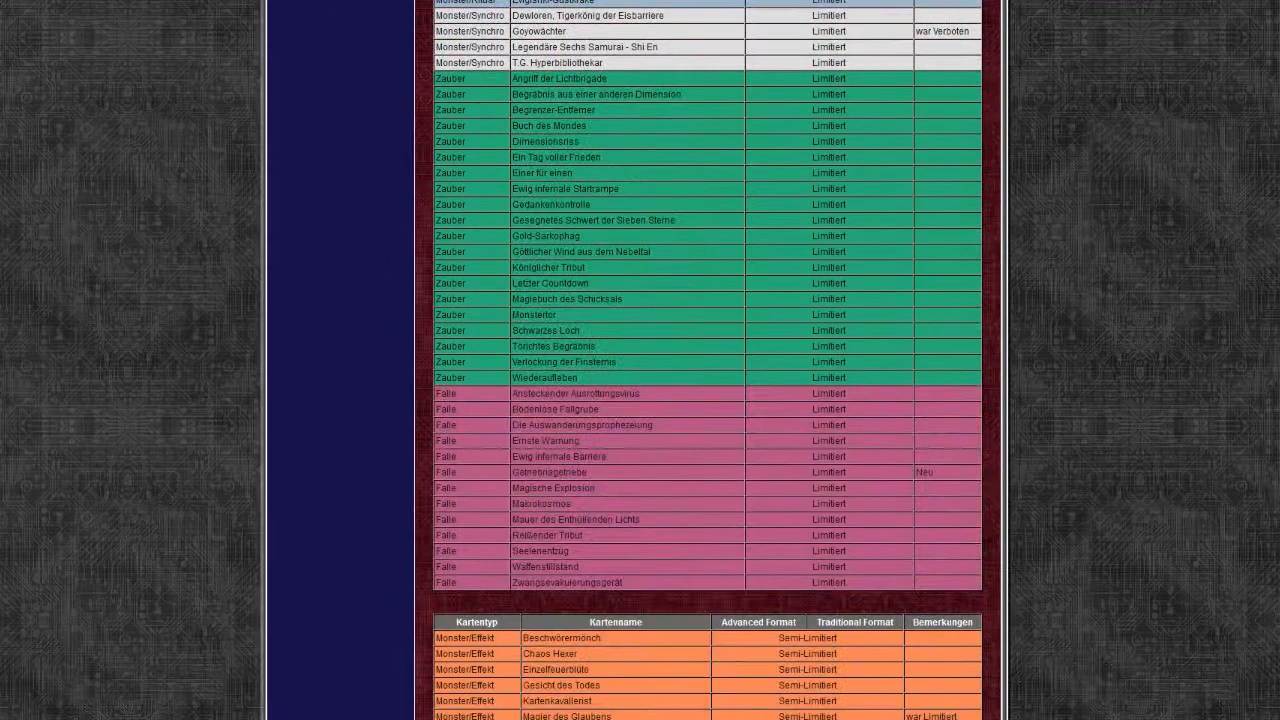 Monster/Ritual Evigishki-Gustkrake Limitiert
Monster/Synchro Dewloren, Tigerkönig der Eisbarriere Limitiert
Monster/Synchro Goyowächter Limitiert war Verboten
Monster/Synchro Legendäre Sechs Samurai - Shi En Limitiert
Monster/Synchro T.G. Hyperbibliothekar Limitiert
Zauber Angriff der Lichtbrigade Limitiert
Zauber Begräbnis aus einer anderen Dimension Limitiert
Zauber Begrenzer-Entferner Limitiert
Zauber Buch des Mondes Limitiert
Zauber Dimensionsriss Limitiert
Zauber Ein Tag voller Frieden Limitiert
Zauber Einer für einen Limitiert
Zauber Ewig infernale Startrampe Limitiert
Zauber Gedankenkontrolle Limitiert
Zauber Gesegnetes Schwert der Sieben Sterne Limitiert
Zauber Gold-Sarkophag Limitiert
Zauber Göttlicher Wind aus dem Nebeltal Limitiert
Zauber Königlicher Tribut Limitiert
Zauber Letzter Countdown Limitiert
Zauber Magiebuch des Schicksals Limitiert
Zauber Monstertor Limitiert
Zauber Schwarzes Loch Limitiert
Zauber Törichtes Begräbnis Limitiert
Zauber Verlockung der Finsternis Limitiert
Zauber Wiederaufleben Limitiert
Falle Ansteckender Ausrottungsvirus Limitiert
Falle Bodenlose Fallgrube Limitiert
Falle Die Auswanderungsprophezeiung Limitiert
Falle Ernste Warnung Limitiert
Falle Ewig infernale Barriere Limitiert
Falle Limitiert Neu
Falle Magische Explosion Limitiert
Falle Makrokosmos Limitiert
Falle Mauer des Enthüllenden Lichts Limitiert
Falle Reißender Tribut Limitiert
Falle Seelenentzug Limitiert
Falle Waffenstillstand Limitiert
Falle Zwangsevakuierungsgerät Limitiert
Kartentyp Kartenname Advanced Format Traditional Format Bemerkungen
Monster/Effekt Beschwörermönch Semi-Limitiert
Monster/Effekt Chaos Hexer Semi-Limitiert
Monster/Effekt Einzelfeuerblüte Semi-Limitiert
Monster/Effekt Gesicht des Todes Semi-Limitiert
Monster/Effekt Kartenkavallerist Semi-Limitiert
Monster/Effekt Magier des Glaubens Semi-Limitiert war Limitiert